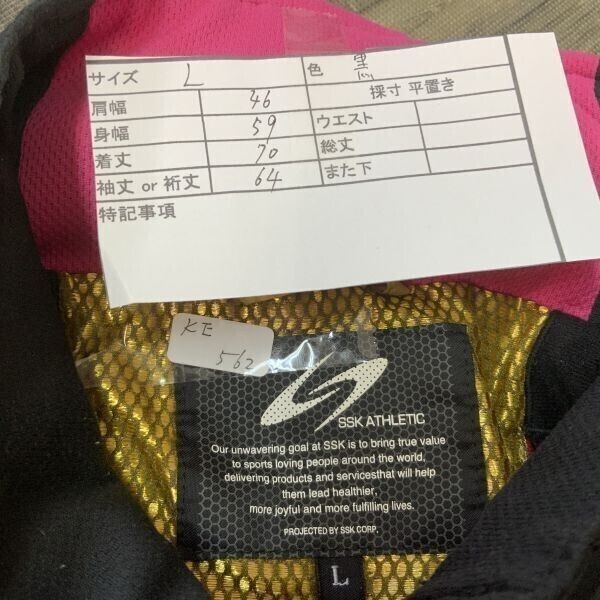 サイズ L 色 黒
肩幅 46 採寸 平置き
身幅 59 ウエスト
着丈 70 総丈
袖丈 or 裄丈 64 また下
特記事項
KE
562
SSK ATHLETIC
Our unwavering goal at SSK is to bring true value
to sports loving people around the world,
delivering products and servicesthat will help
them lead healthier,
more joyful and more fulfilling lives.
PROJECTED BY SSK CORP.
L